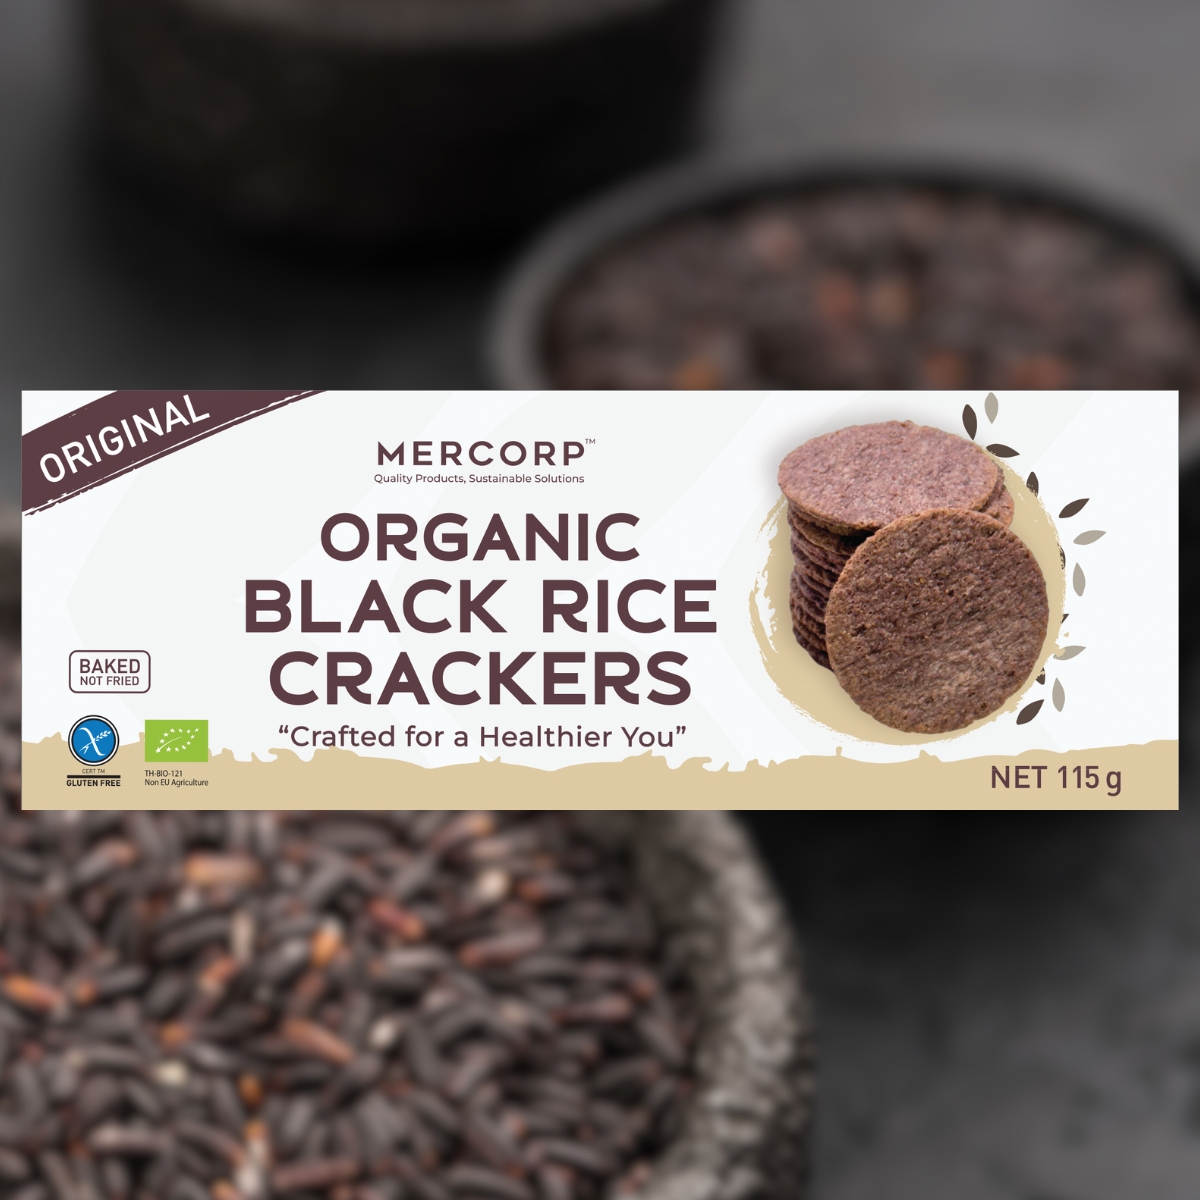 ORIGINAL
MERCORP™
Quality Products, Sustainable Solutions
ORGANIC
BLACK RICE
CRACKERS
“Crafted for a Healthier You”
BAKED
NOT FRIED
CERT TM
GLUTEN FREE
TH-BIO-121
Non EU Agriculture
NET 115 g